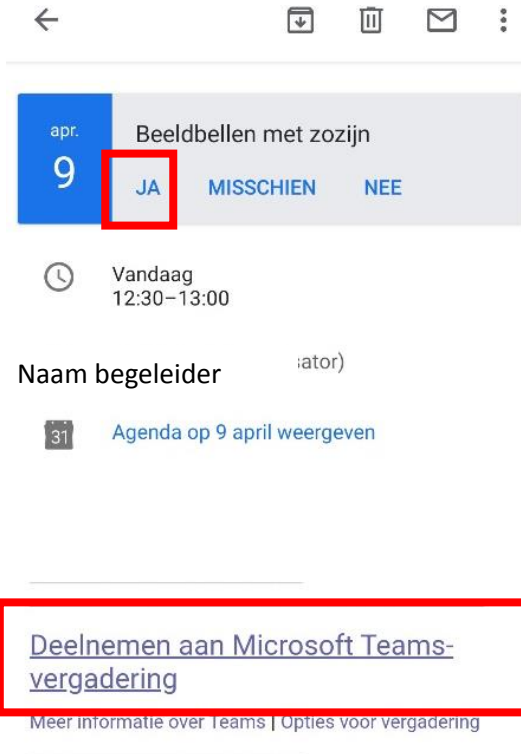 apr.
9
Beeldbellen met zozijn
JA MISSCHIEN NEE
Vandaag
12:30–13:00
Naam begeleider
ator)
31
Agenda op 9 april weergeven
Deelnemen aan Microsoft Teams-
vergadering
Meer informatie over Teams | Opties voor vergadering